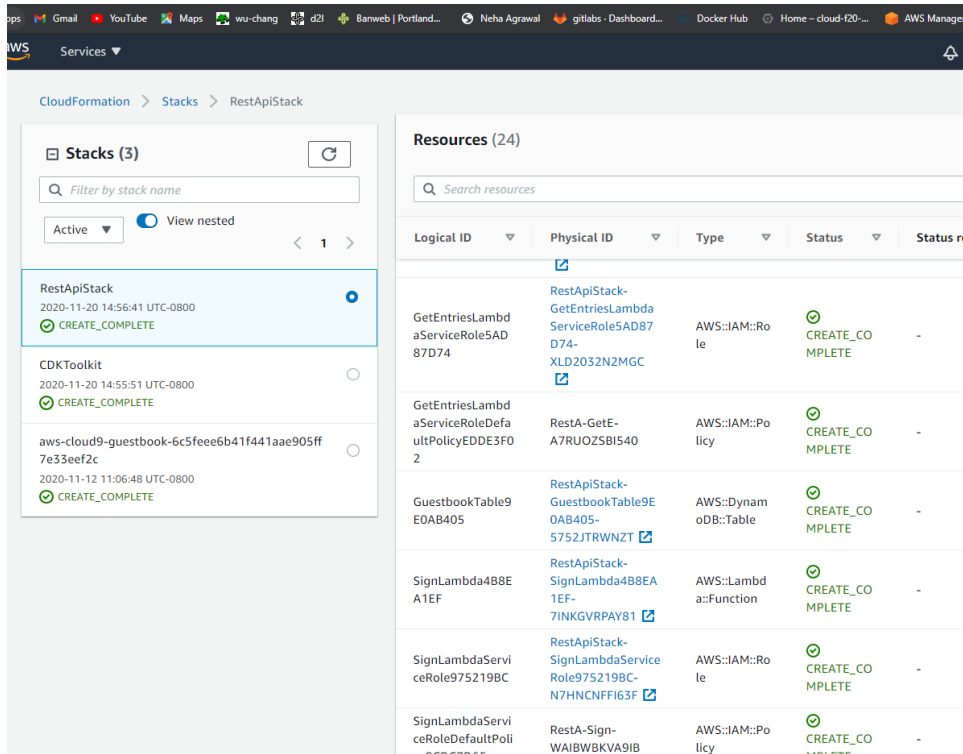 ops Gmail YouTube Maps wu-chang d2l Banweb | Portland... Neha Agrawal gitlabs · Dashboard... Docker Hub Home – cloud-f20-... AWS Manage
aws Services
CloudFormation > Stacks > RestApiStack
Stacks (3)
Filter by stack name
Active View nested
< 1 >
RestApiStack
2020-11-20 14:56:41 UTC-0800
CREATE_COMPLETE
CDKToolkit
2020-11-20 14:55:51 UTC-0800
CREATE_COMPLETE
aws-cloud9-guestbook-6c5feee6b41f441aae905ff
7e33eef2c
2020-11-12 11:06:48 UTC-0800
CREATE_COMPLETE
Resources (24)
Search resources
Logical ID Physical ID Type Status Status r
GetEntriesLambd
aServiceRole5AD
87D74
RestApiStack-
GetEntriesLambda
ServiceRole5AD87
D74-
XLD2032N2MGC
AWS::IAM::Ro
le
CREATE_CO
MPLETE
-
GetEntriesLambd
aServiceRoleDefa
ultPolicyEDDE3F0
2
RestA-GetE-
A7RUOZSBI540
AWS::IAM::Po
licy
CREATE_CO
MPLETE
-
GuestbookTable9
E0AB405
RestApiStack-
GuestbookTable9E
0AB405-
5752JTRWNZT
AWS::Dynam
oDB::Table
CREATE_CO
MPLETE
-
SignLambda4B8E
A1EF
RestApiStack-
SignLambda4B8EA
1EF-
7INKGVRPAY81
AWS::Lambd
a::Function
CREATE_CO
MPLETE
-
SignLambdaServi
ceRole975219BC
RestApiStack-
SignLambdaService
Role975219BC-
N7HNCNFFI63F
AWS::IAM::Ro
le
CREATE_CO
MPLETE
-
SignLambdaServi
ceRoleDefaultPoli
RestA-Sign-
WAIBWBKVA9IB
AWS::IAM::Po
licy
CREATE_CO
MPLETE
-